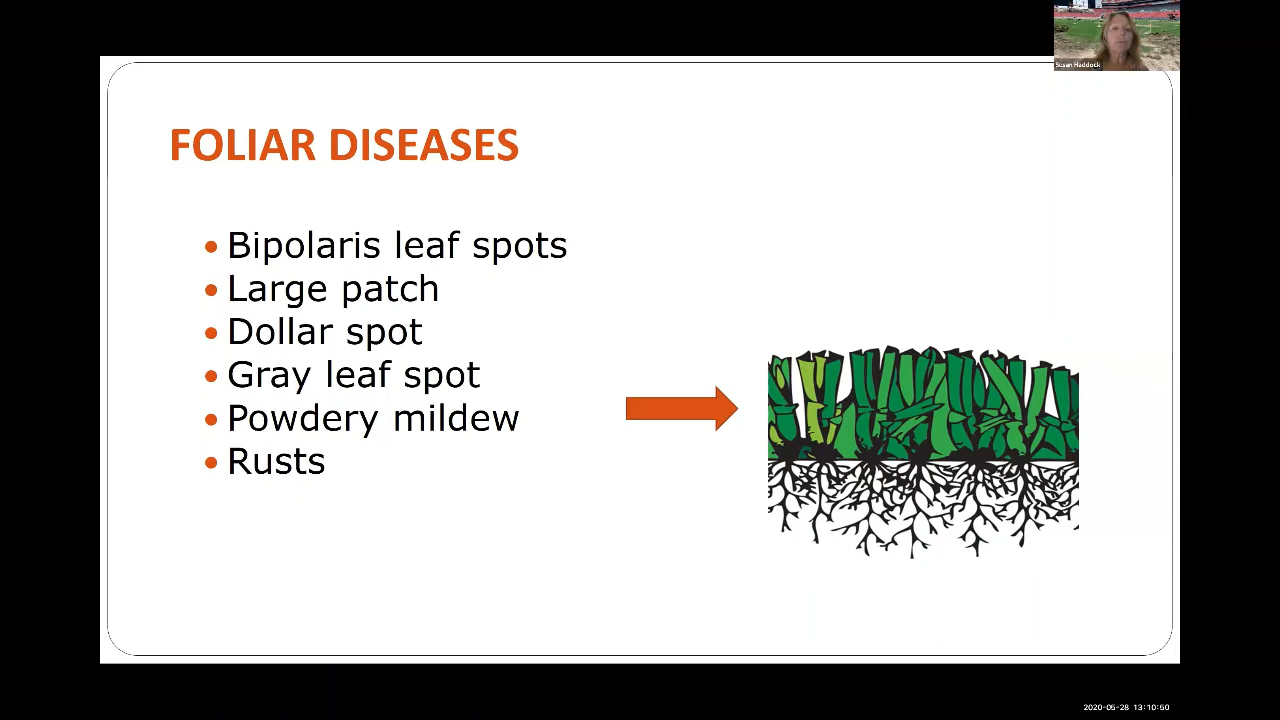 Susan Haddock
FOLIAR DISEASES
• Bipolaris leaf spots
• Large patch
• Dollar spot
• Gray leaf spot
• Powdery mildew
• Rusts
2020-05-28 13:10:50